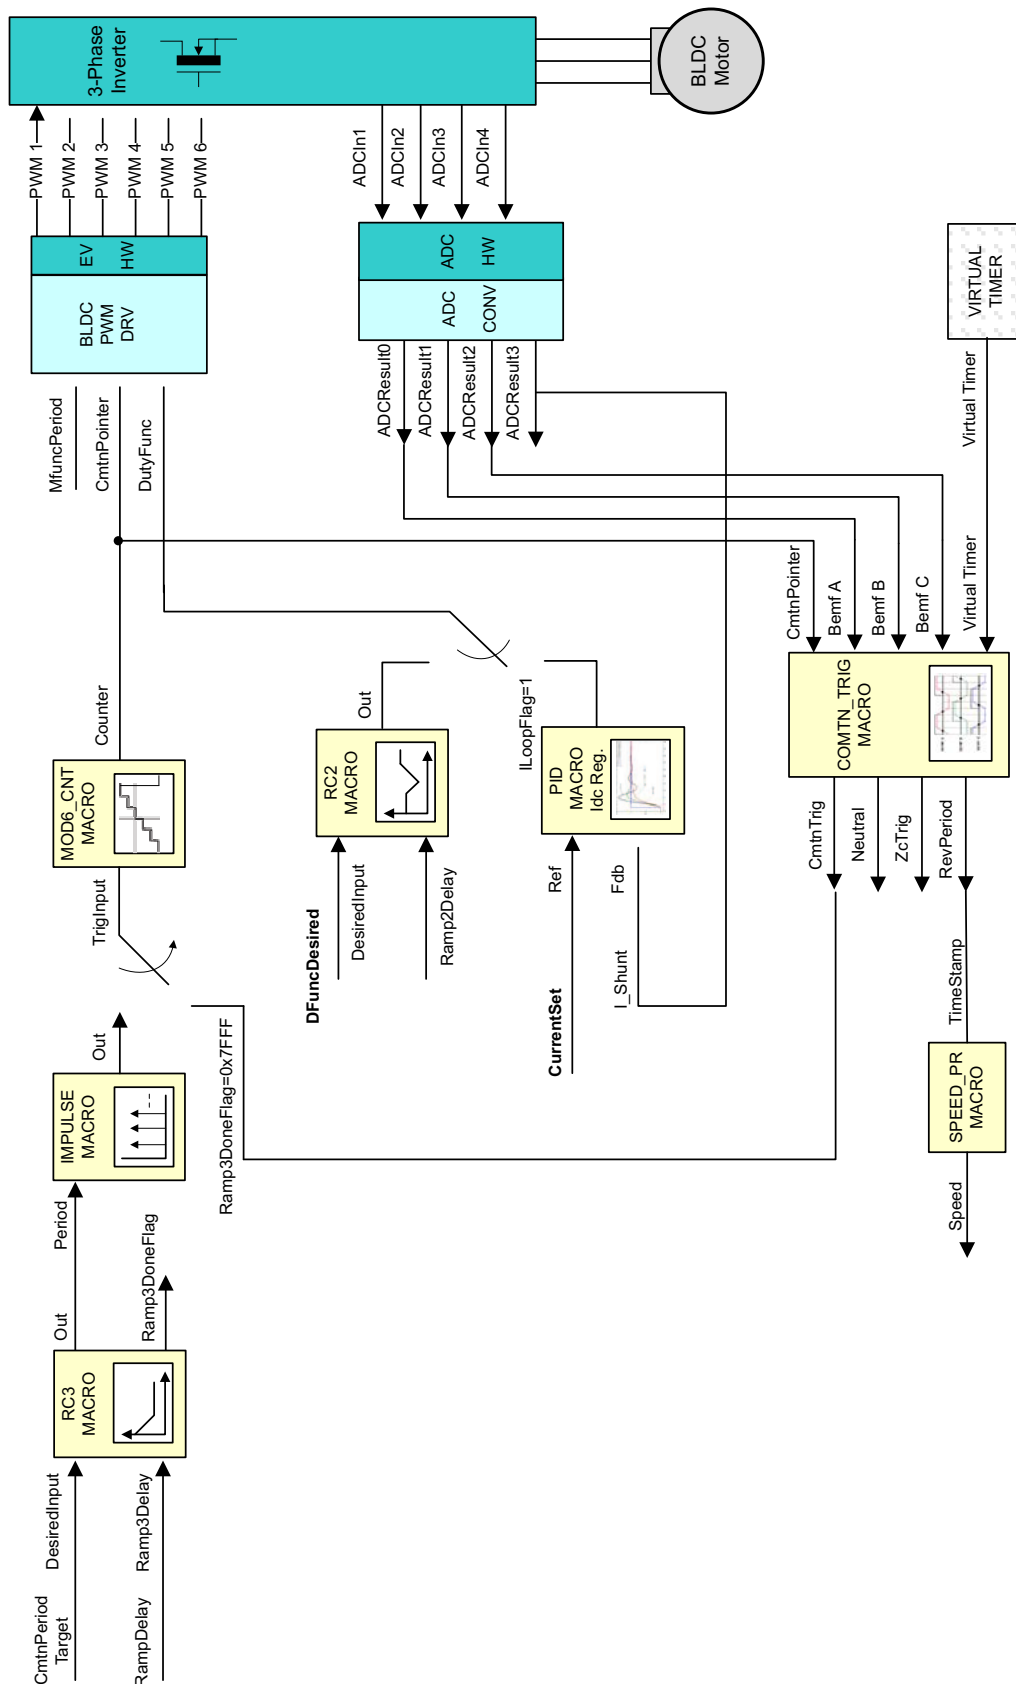 CmtnPeriod
Target
DesiredInput
RampDelay
Ramp3Delay
RC3
MACRO
Out
Period
Ramp3DoneFlag
IMPULSE
MACRO
Out
Ramp3DoneFlag=0x7FFF
TrigInput
MOD6_CNT
MACRO
Counter
MfuncPeriod
CmtnPointer
DutyFunc
BLDC
PWM
DRV
EV
HW
PWM 1
PWM 2
PWM 3
PWM 4
PWM 5
PWM 6
3-Phase
Inverter
BLDC
Motor
DFuncDesired
DesiredInput
Ramp2Delay
RC2
MACRO
Out
ILoopFlag=1
CurrentSet
Ref
I_Shunt
Fdb
PID
MACRO
Idc Reg.
ADCResult0
ADCResult1
ADCResult2
ADCResult3
ADC
CONV
ADC
HW
ADCIn1
ADCIn2
ADCIn3
ADCIn4
Speed
SPEED_PR
MACRO
TimeStamp
CmtnTrig
Neutral
ZcTrig
RevPeriod
COMTN_TRIG
MACRO
CmtnPointer
Bemf A
Bemf B
Bemf C
Virtual Timer
Virtual Timer
VIRTUAL
TIMER